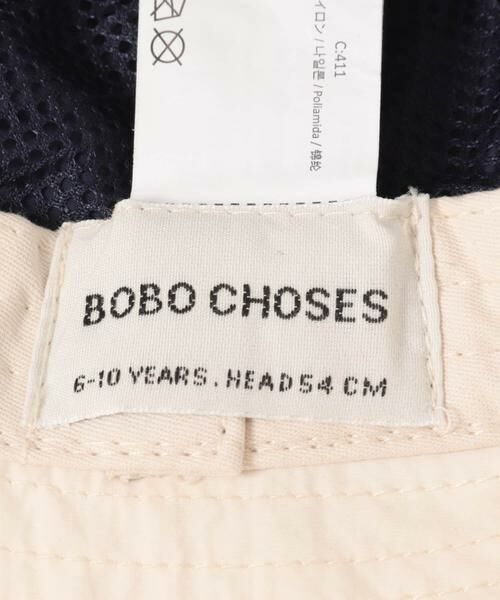 C:411
イロン / 나일론 / Poliamida / 锦纶
BOBO CHOSES
6-10 YEARS. HEAD 54 CM